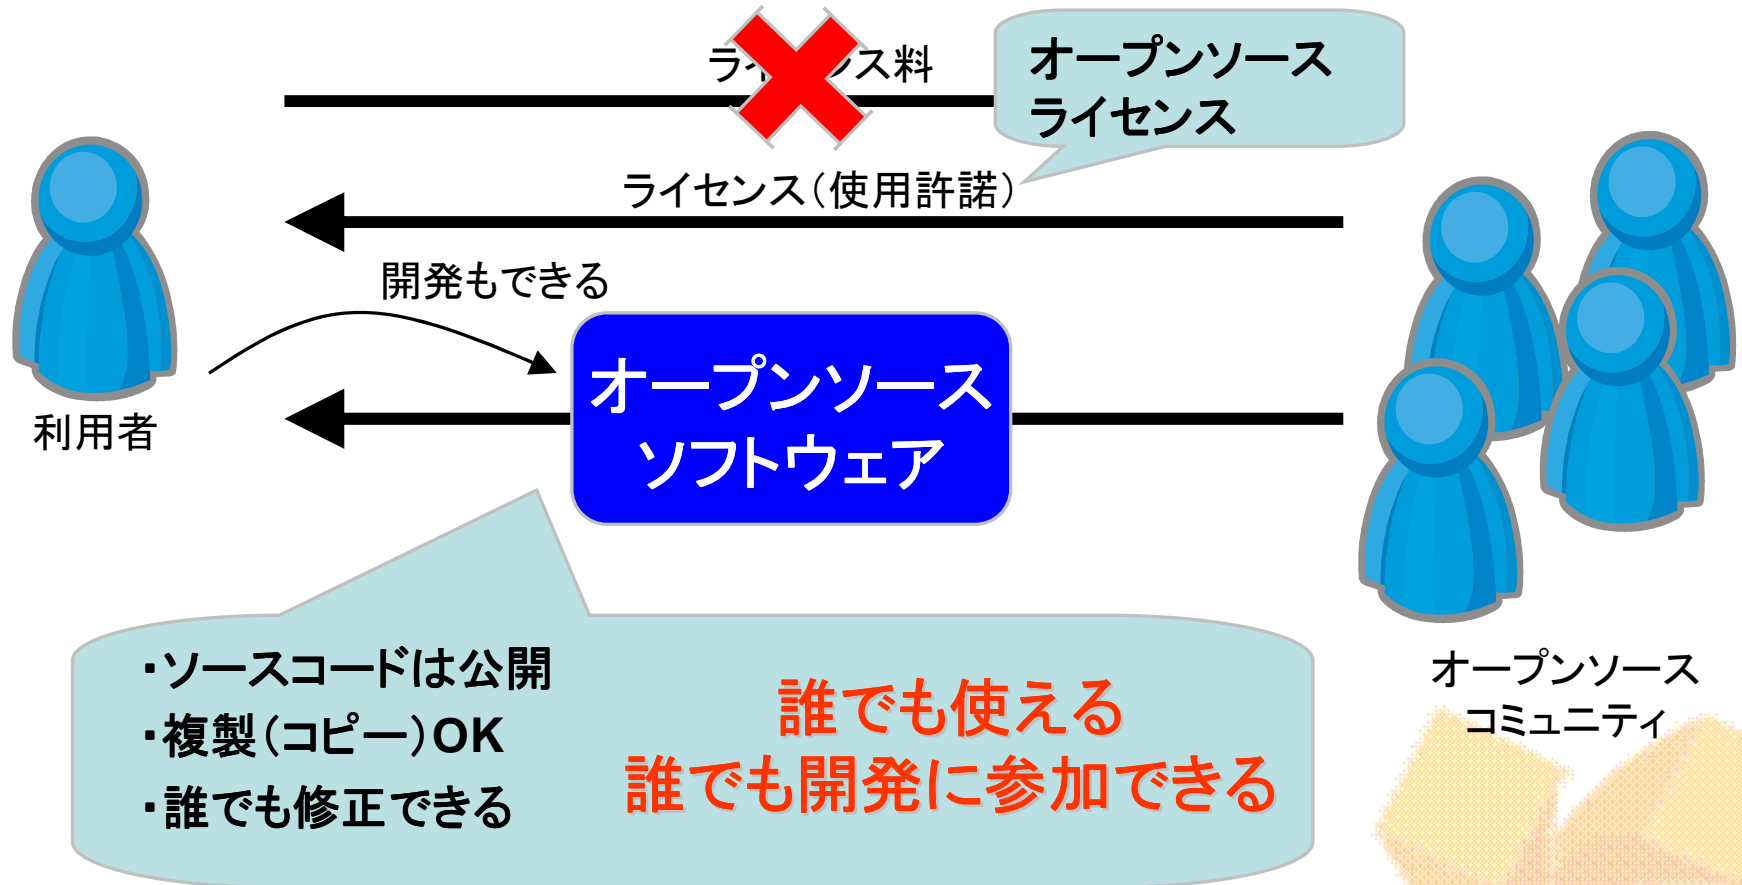 ライセンス料
オープンソース
ライセンス
ライセンス（使用許諾）
開発もできる
利用者
オープンソース
ソフトウェア
・ソースコードは公開
・複製（コピー）OK
・誰でも修正できる
誰でも使える
誰でも開発に参加できる
オープンソース
コミュニティ